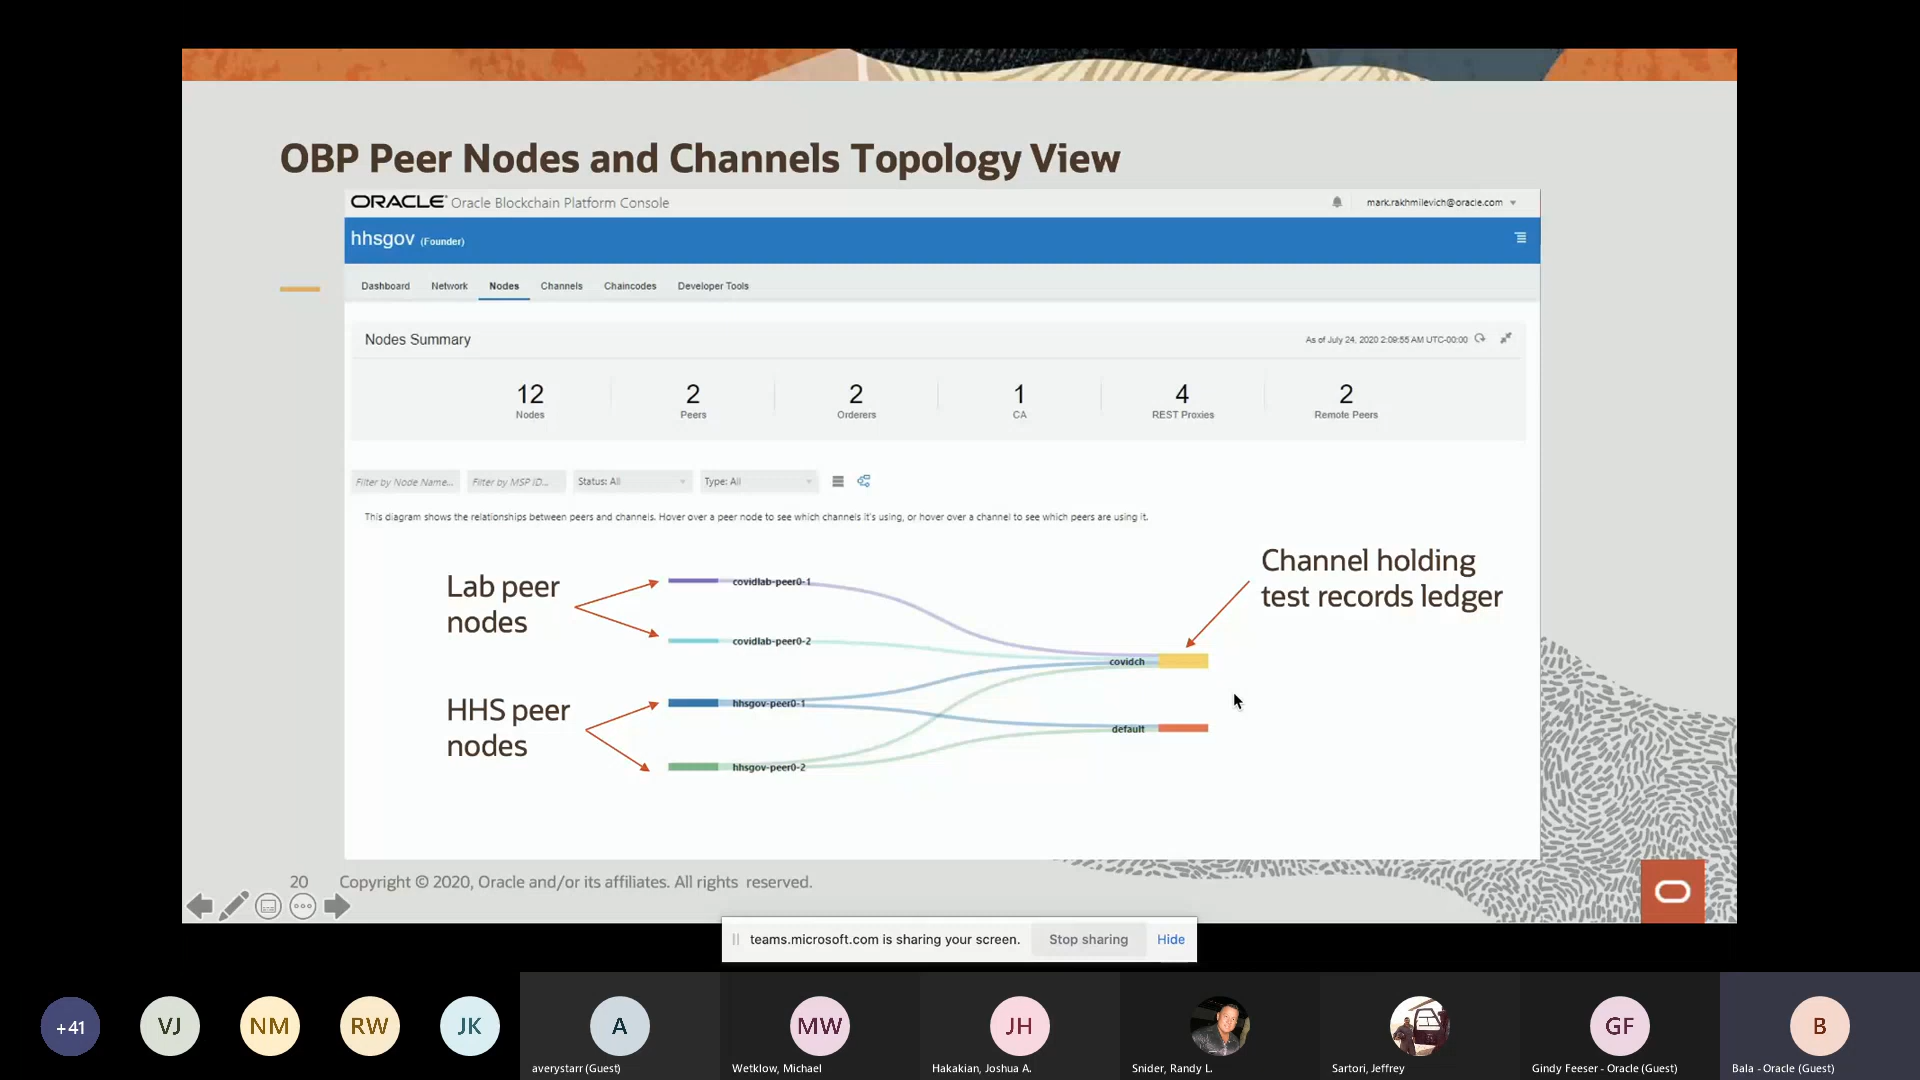 OBP Peer Nodes and Channels Topology View
ORACLE Oracle Blockchain Platform Console
mark.rakhmilevich@oracle.com
hhsgov (Founder)
Dashboard Network Nodes Channels Chaincodes Developer Tools
Nodes Summary
As of July 24, 2020 2:09:55 AM UTC-00:00
12 2 2 1 4 2
Nodes Peers Orderers CA REST Proxies Remote Peers
Filter by Node Name... Filter by MSP ID... Status: All Type: All
This diagram shows the relationships between peers and channels. Hover over a peer node to see which channels it's using, or hover over a channel to see which peers are using it.
Lab peer
nodes
covidlab-peer0-1
covidlab-peer0-2
Channel holding
test records ledger
covidch
HHS peer
nodes
hhsgov-peer0-1
default
hhsgov-peer0-2
20 Copyright © 2020, Oracle and/or its affiliates. All rights reserved.
teams.microsoft.com is sharing your screen. Stop sharing Hide
+41 VJ NM RW JK A MW JH GF B
averystarr (Guest) Wetklow, Michael Hakakian, Joshua A. Snider, Randy L. Sartori, Jeffrey Gindy Feeser - Oracle (Guest) Bala - Oracle (Guest)